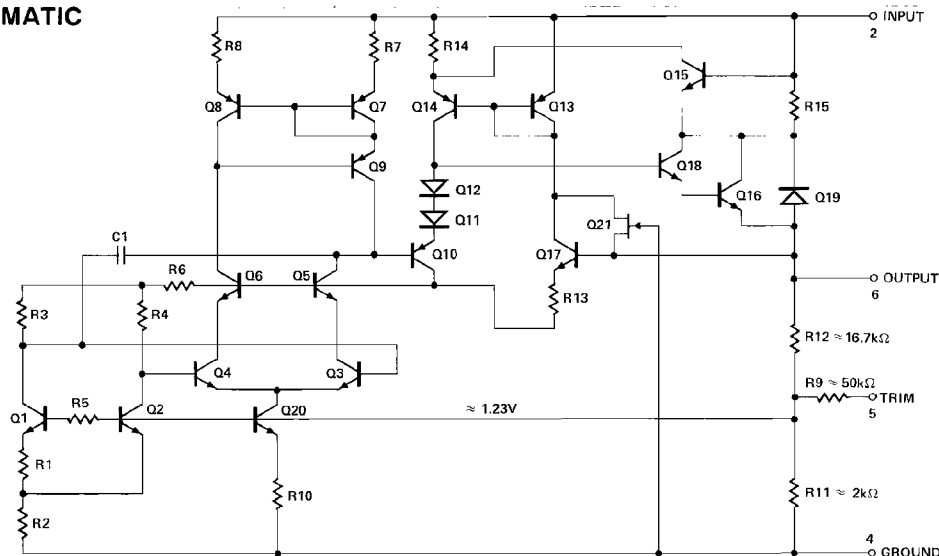 MATIC
INPUT
2
R8
R7
R14
Q15
R15
Q8
Q7
Q14
Q13
Q9
Q18
Q12
Q16
Q19
Q11
Q21
C1
Q10
Q17
R6
Q6
Q5
OUTPUT
6
R13
R3
R4
R12 ≈ 16.7kΩ
Q4
Q3
R9 ≈ 50kΩ
TRIM
5
Q1
R5
Q2
Q20
≈ 1.23V
R1
R10
R11 ≈ 2kΩ
R2
4
GROUND